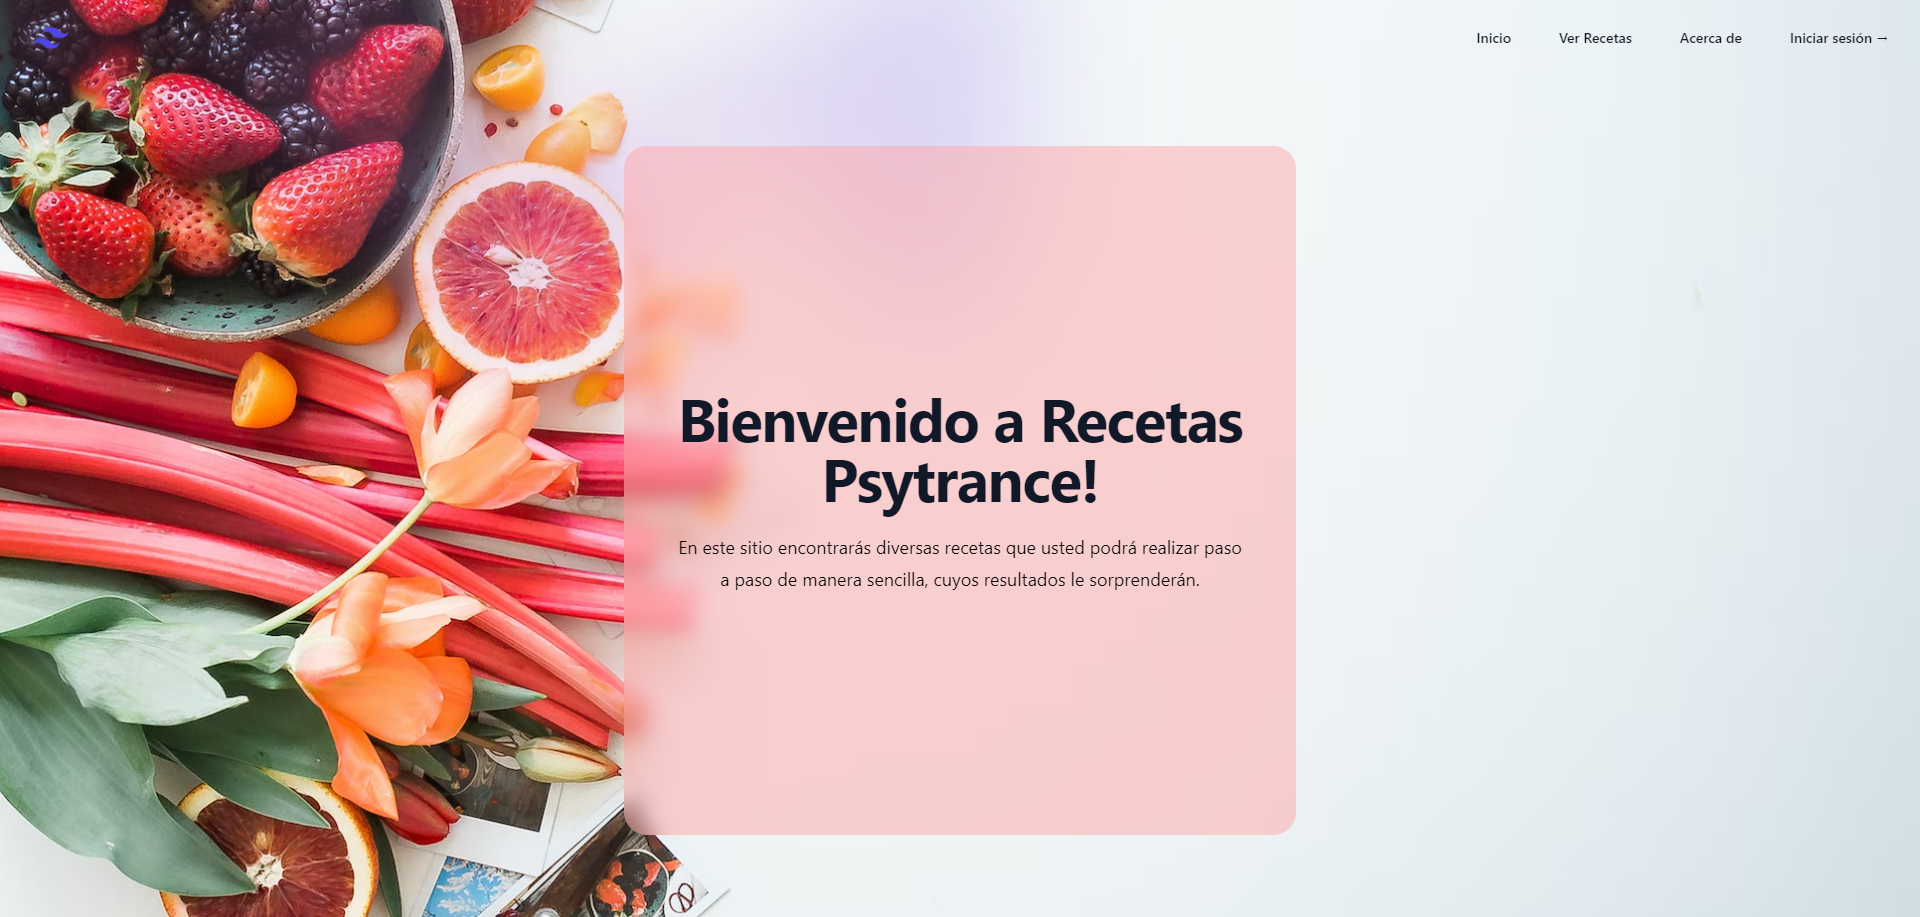 Inicio
Ver Recetas
Acerca de
Iniciar sesión →
Bienvenido a Recetas
Psytrance!
En este sitio encontrarás diversas recetas que usted podrá realizar paso
a paso de manera sencilla, cuyos resultados le sorprenderán.